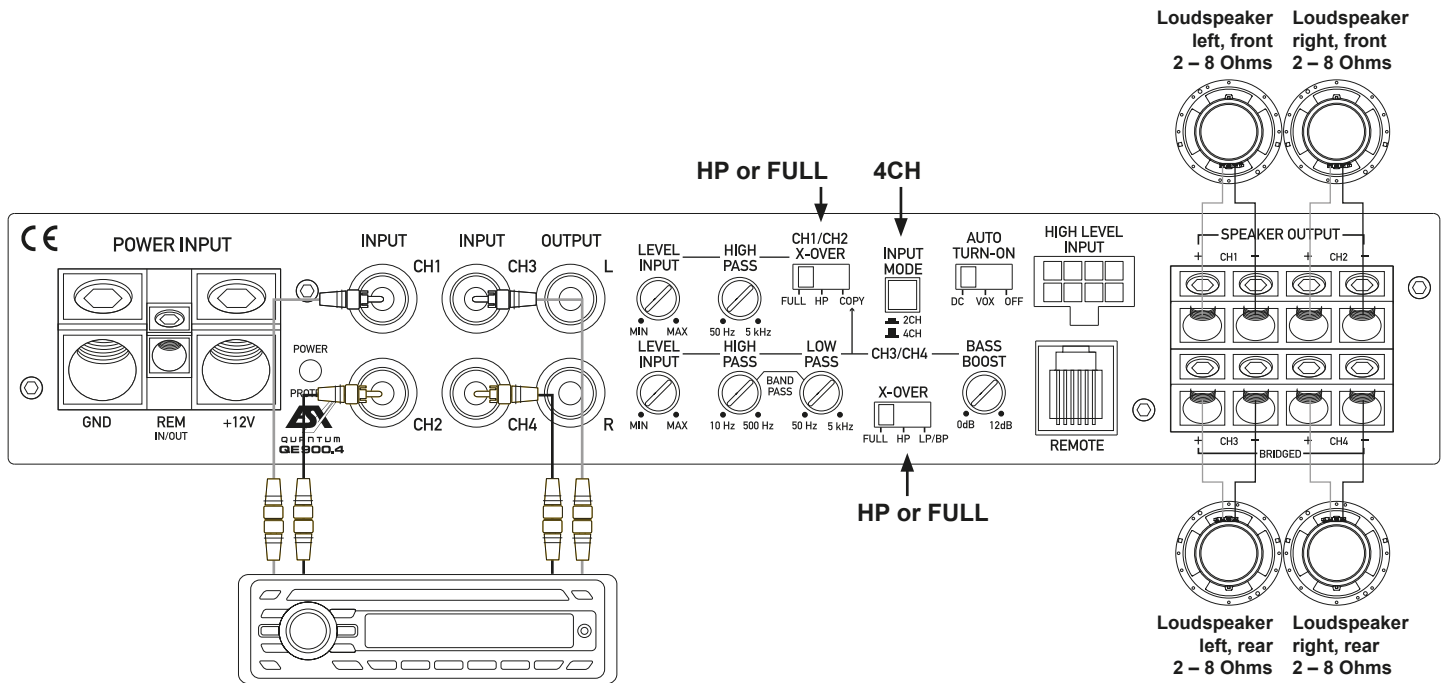 Loudspeaker
left, front
2 – 8 Ohms
Loudspeaker
right, front
2 – 8 Ohms
HP or FULL
4CH
CE
POWER INPUT
GND
REM
IN/OUT
+12V
POWER
PROTE
ESX
QUANTUM
QE900.4
INPUT
CH1
CH2
INPUT
CH3
CH4
OUTPUT
L
R
LEVEL
INPUT
MIN MAX
HIGH
PASS
50 Hz 5 kHz
CH1/CH2
X-OVER
FULL HP COPY
INPUT
MODE
2CH
4CH
AUTO
TURN-ON
DC VOX OFF
HIGH LEVEL
INPUT
LEVEL
INPUT
MIN MAX
HIGH
PASS
10 Hz 500 Hz
BAND
PASS
LOW
PASS
50 Hz 5 kHz
CH3/CH4
X-OVER
FULL HP LP/BP
BASS
BOOST
0dB 12dB
REMOTE
SPEAKER OUTPUT
+ CH1 – + CH2 –
+ CH3 – + CH4 –
BRIDGED
HP or FULL
Loudspeaker
left, rear
2 – 8 Ohms
Loudspeaker
right, rear
2 – 8 Ohms